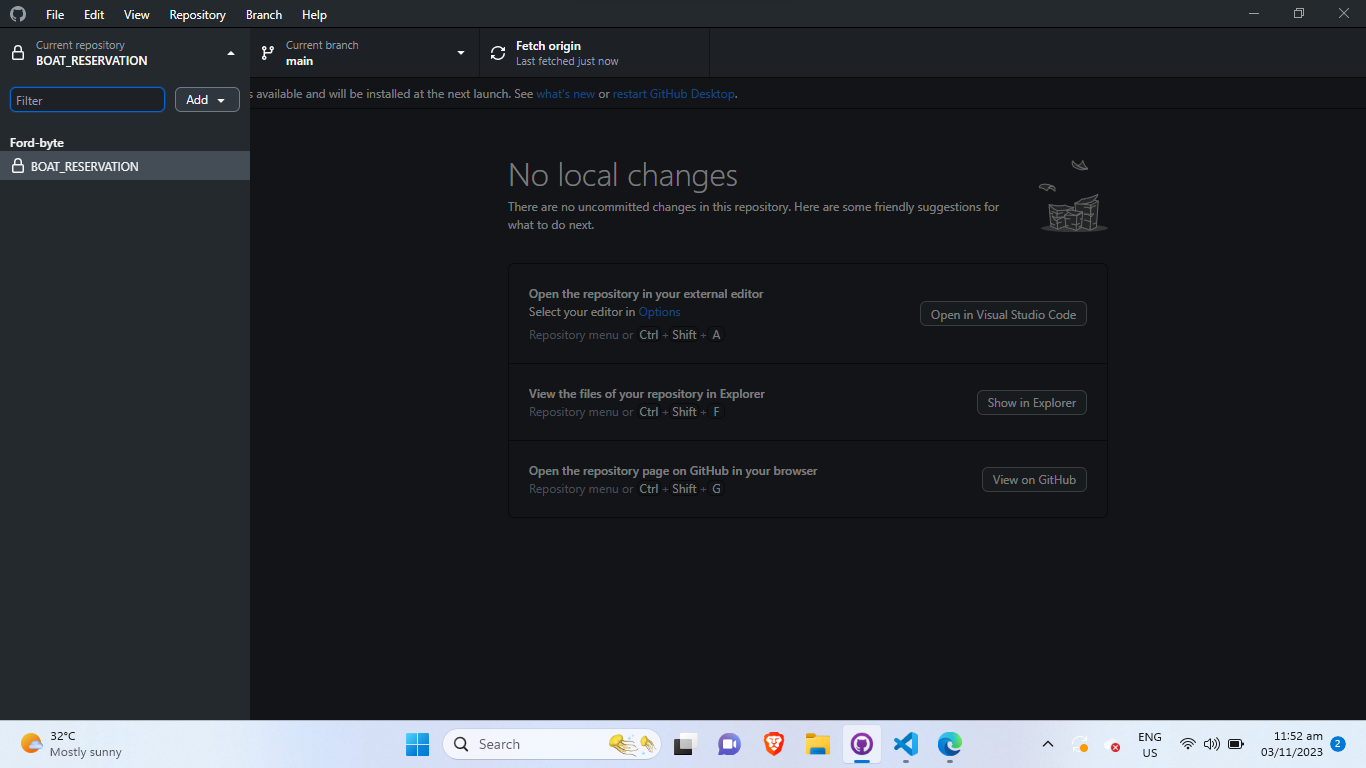 File Edit View Repository Branch Help
Current repository
BOAT_RESERVATION
Current branch
main
Fetch origin
Last fetched just now
Filter
Add
s available and will be installed at the next launch. See what's new or restart GitHub Desktop.
Ford-byte
BOAT_RESERVATION
No local changes
There are no uncommitted changes in this repository. Here are some friendly suggestions for
what to do next.
Open the repository in your external editor
Select your editor in Options
Repository menu or Ctrl + Shift + A
Open in Visual Studio Code
View the files of your repository in Explorer
Repository menu or Ctrl + Shift + F
Show in Explorer
Open the repository page on GitHub in your browser
Repository menu or Ctrl + Shift + G
View on GitHub
32°C
Mostly sunny
Search
ENG
US
11:52 am
03/11/2023
2